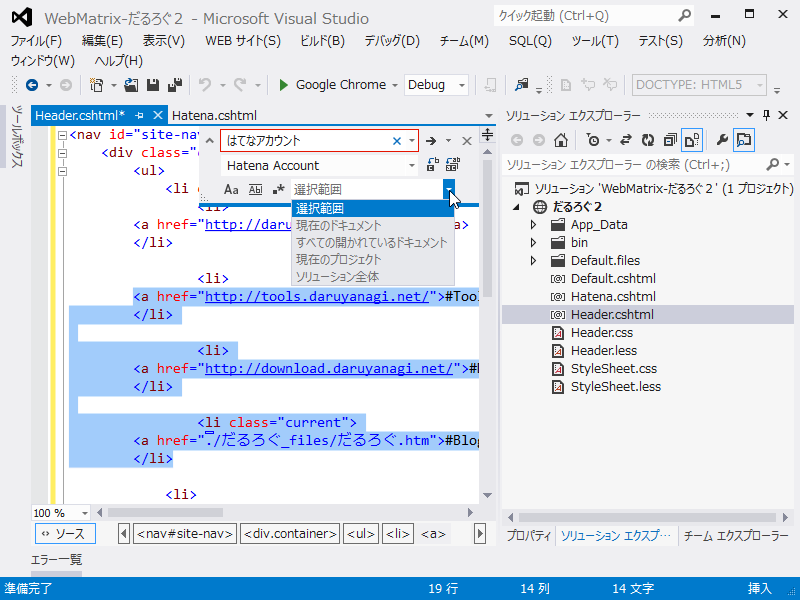 WebMatrix-だるろぐ２ - Microsoft Visual Studio
クイック起動 (Ctrl+Q)
ファイル(F) 編集(E) 表示(V) WEB サイト(S) ビルド(B) デバッグ(D) チーム(M) SQL(Q) ツール(T) テスト(S) 分析(N)
ウィンドウ(W) ヘルプ(H)
Google Chrome Debug DOCTYPE: HTML5
ツールボックス
Header.cshtml* Hatena.cshtml
はてなアカウント
Hatena Account
Aa Ab .* 選択範囲
選択範囲
現在のドキュメント
すべての開かれているドキュメント
現在のプロジェクト
ソリューション全体
<nav id="site-nav
<div class="
<ul>
<li
<li>
<a href="http://daru a>
</li>
<li>
<a href="http://tools.daruyanagi.net/">#Tool
</li>
<li>
<a href="http://download.daruyanagi.net/">#
</li>
<li class="current">
<a href="./だるろぐ_files/だるろぐ.htm">#Blog
</li>
<li>
100 %
ソース <nav#site-nav> <div.container> <ul> <li> <a>
エラー一覧
ソリューション エクスプローラー
ソリューション エクスプローラー の検索 (Ctrl+;)
ソリューション 'WebMatrix-だるろぐ２' (1 プロジェクト)
だるろぐ２
App_Data
bin
Default.files
Default.cshtml
Hatena.cshtml
Header.cshtml
Header.css
Header.less
StyleSheet.css
StyleSheet.less
プロパティ ソリューション エクスプ… チーム エクスプローラー
準備完了 19 行 14 列 14 文字 挿入